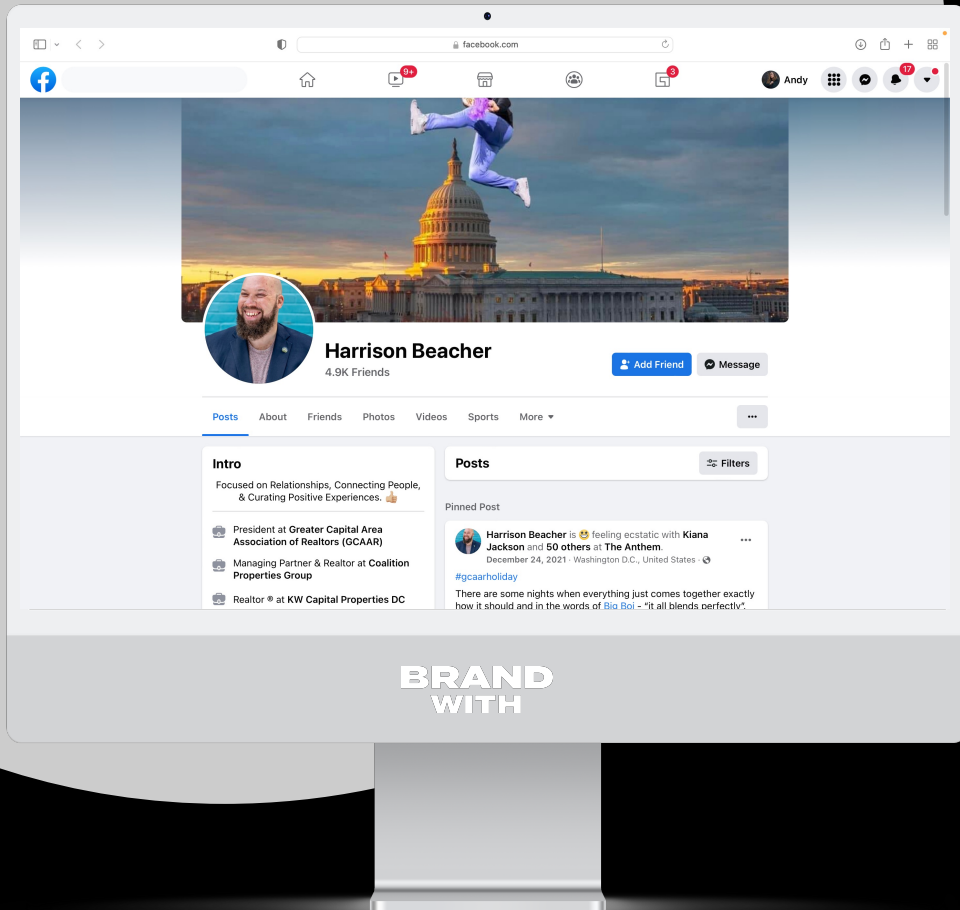 facebook.com
9+
3
Andy
17
Harrison Beacher
4.9K Friends
Add Friend
Message
Posts About Friends Photos Videos Sports More
Intro
Focused on Relationships, Connecting People,
& Curating Positive Experiences. 👍🏼
President at Greater Capital Area
Association of Realtors (GCAAR)
Managing Partner & Realtor at Coalition
Properties Group
Realtor ® at KW Capital Properties DC
Posts
Filters
Pinned Post
Harrison Beacher is 😆 feeling ecstatic with Kiana
Jackson and 50 others at The Anthem.
December 24, 2021 · Washington D.C., United States ·
#gcaarholiday
There are some nights when everything just comes together exactly
how it should and in the words of Big Boi - “it all blends perfectly”.
BRAND
WITH